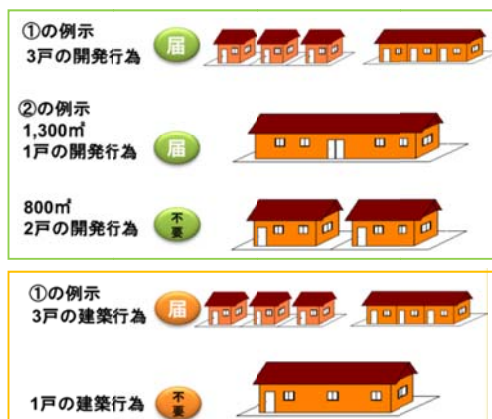 ①の例示
3戸の開発行為
届
②の例示
1,300㎡
1戸の開発行為
届
800㎡
2戸の開発行為
不要
①の例示
3戸の建築行為
届
1戸の建築行為
不要